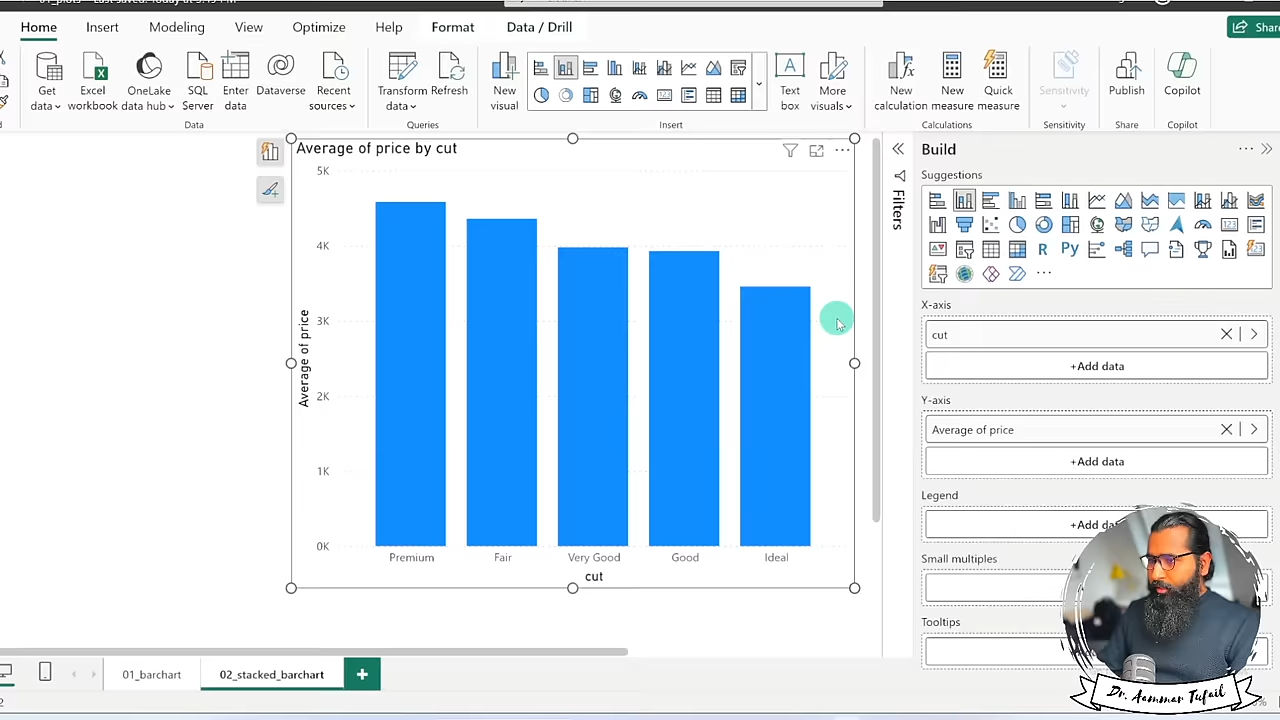 Home Insert Modeling View Optimize Help Format Data / Drill Share
Get data Excel workbook OneLake data hub SQL Server Enter data Dataverse Recent sources Transform data Refresh New visual Text box More visuals New calculation New measure Quick measure Sensitivity Publish Copilot
Data Queries Insert Calculations Sensitivity Share Copilot
Average of price by cut
5K
4K
3K
2K
1K
0K
Average of price
Premium Fair Very Good Good Ideal
cut
Filters
Build
Suggestions
R Py
X-axis
cut
+Add data
Y-axis
Average of price
+Add data
Legend
+Add data
Small multiples
Tooltips
01_barchart 02_stacked_barchart
Dr. Aammar Tufail